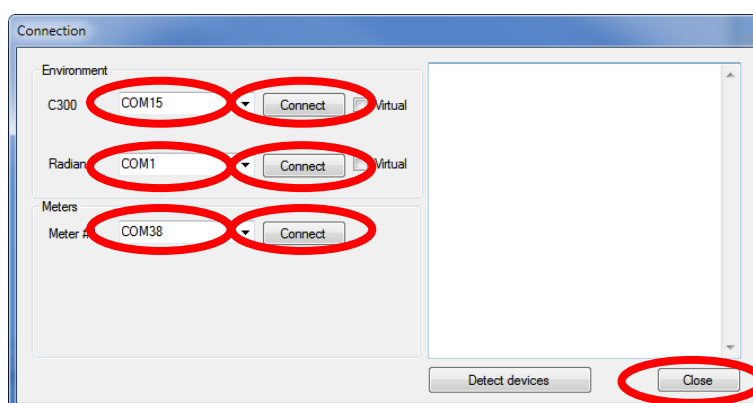 Connection
Environment
C300 COM15 Connect Virtual
Radian COM1 Connect Virtual
Meters
Meter # COM38 Connect
Detect devices Close